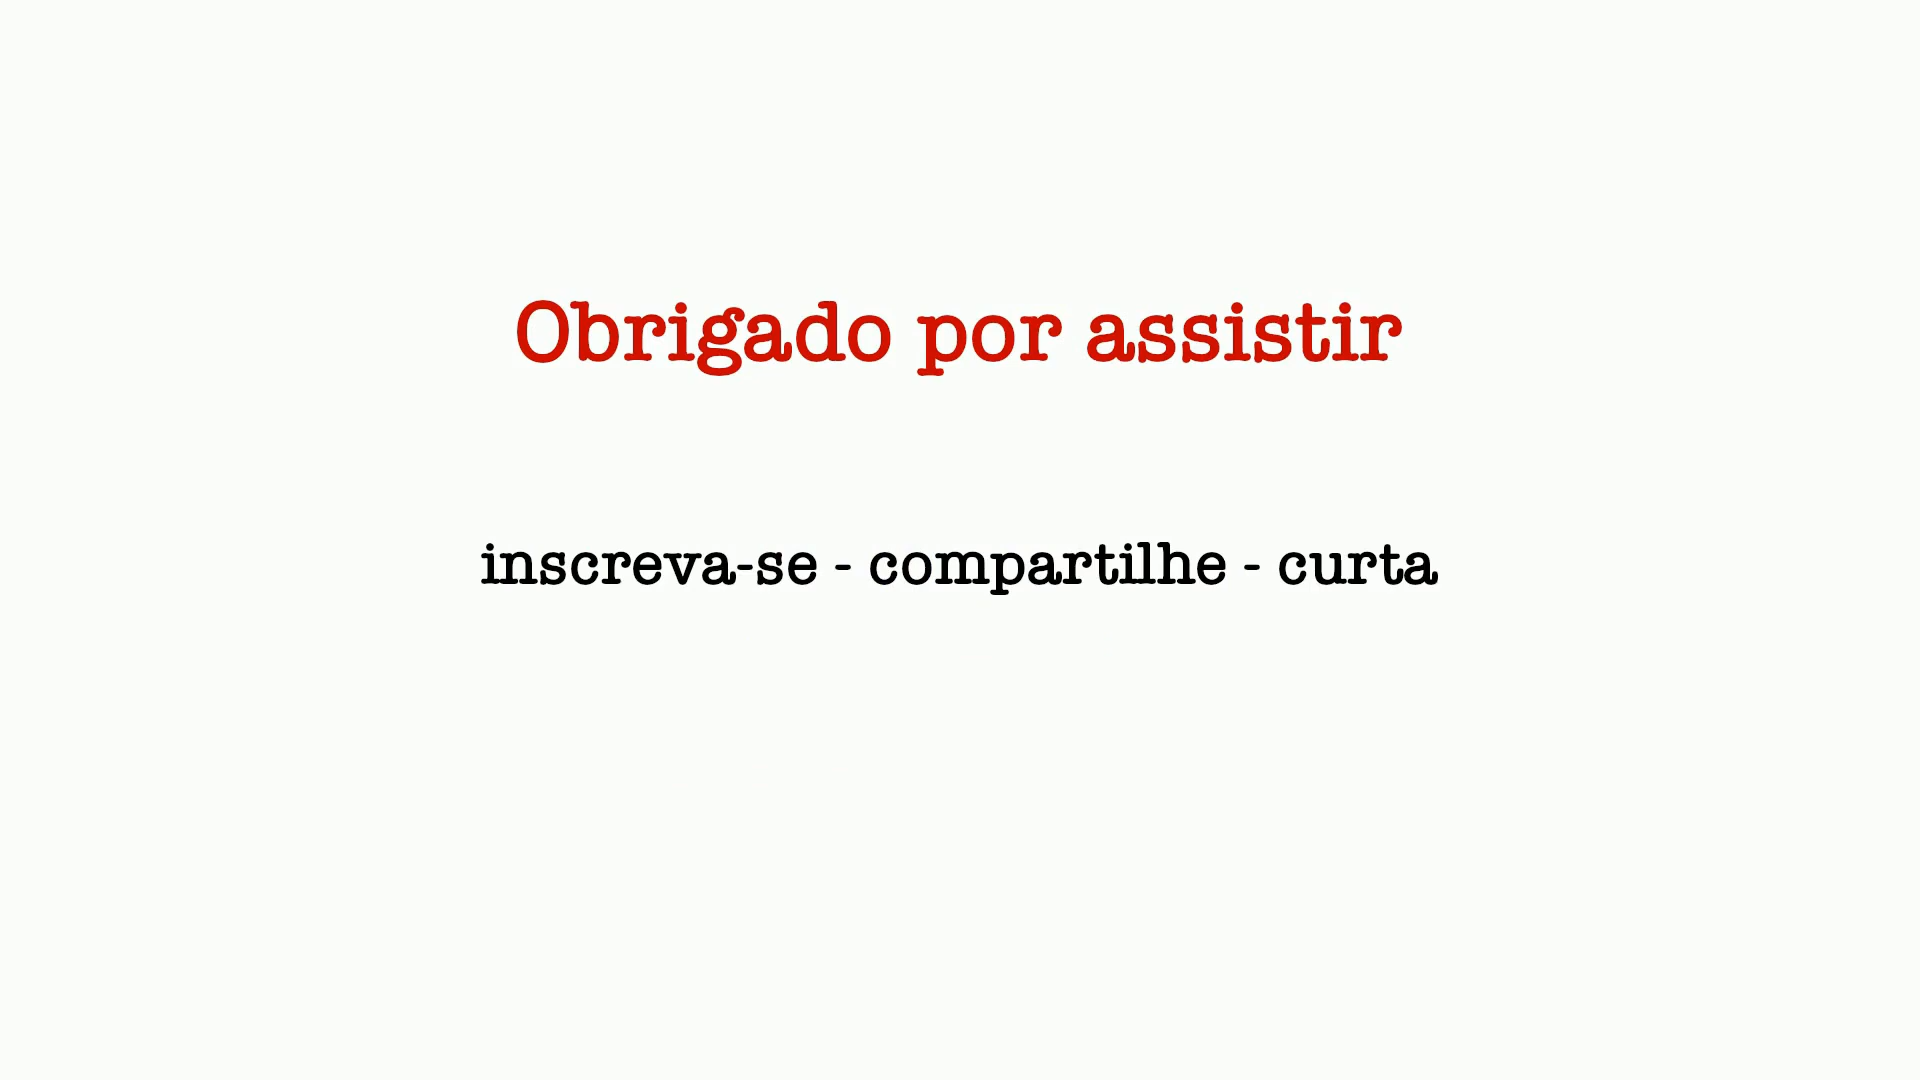 Obrigado por assistir
inscreva-se - compartilhe - curta